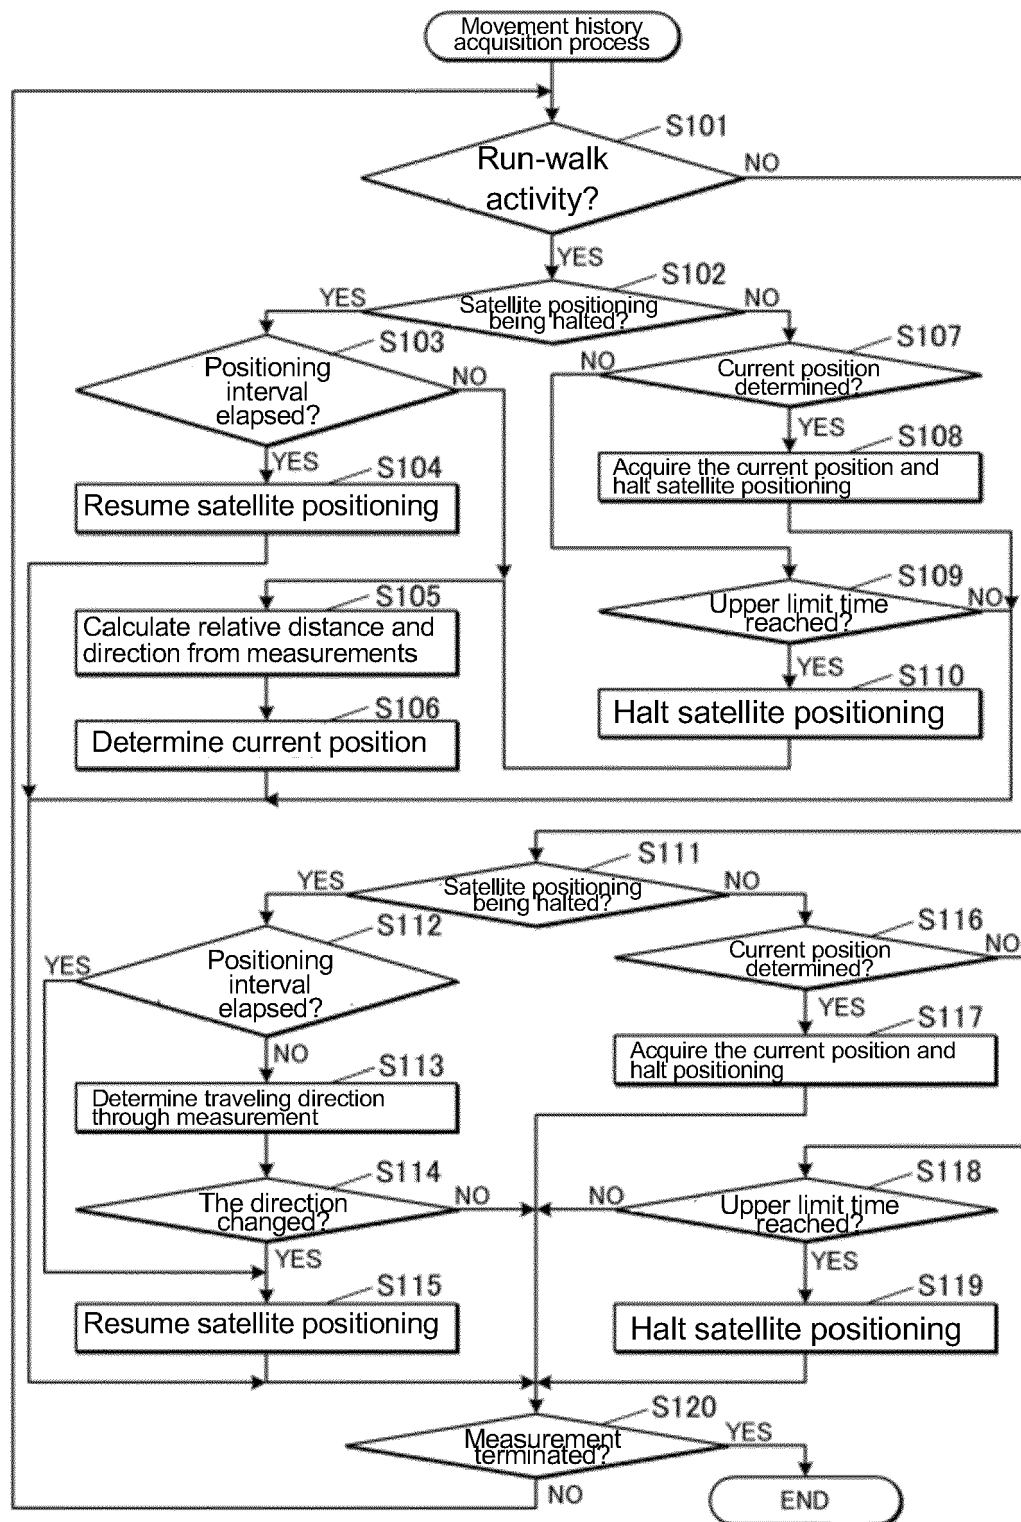 Movement history
acquisition process
S101
Run-walk
activity?
NO
YES
S102
YES
Satellite positioning
being halted?
NO
S103
Positioning
interval
elapsed?
NO
YES
S107
NO
Current position
determined?
YES
S104
Resume satellite positioning
S108
Acquire the current position and
halt satellite positioning
S105
Calculate relative distance and
direction from measurements
S109
Upper limit time
reached?
NO
YES
S106
Determine current position
S110
Halt satellite positioning
S111
YES
Satellite positioning
being halted?
NO
S112
YES
Positioning
interval
elapsed?
NO
S116
Current position
determined?
NO
YES
S113
Determine traveling direction
through measurement
S117
Acquire the current position and
halt positioning
S114
The direction
changed?
NO
YES
S118
NO
Upper limit time
reached?
YES
S115
Resume satellite positioning
S119
Halt satellite positioning
S120
Measurement
terminated?
YES
NO
END